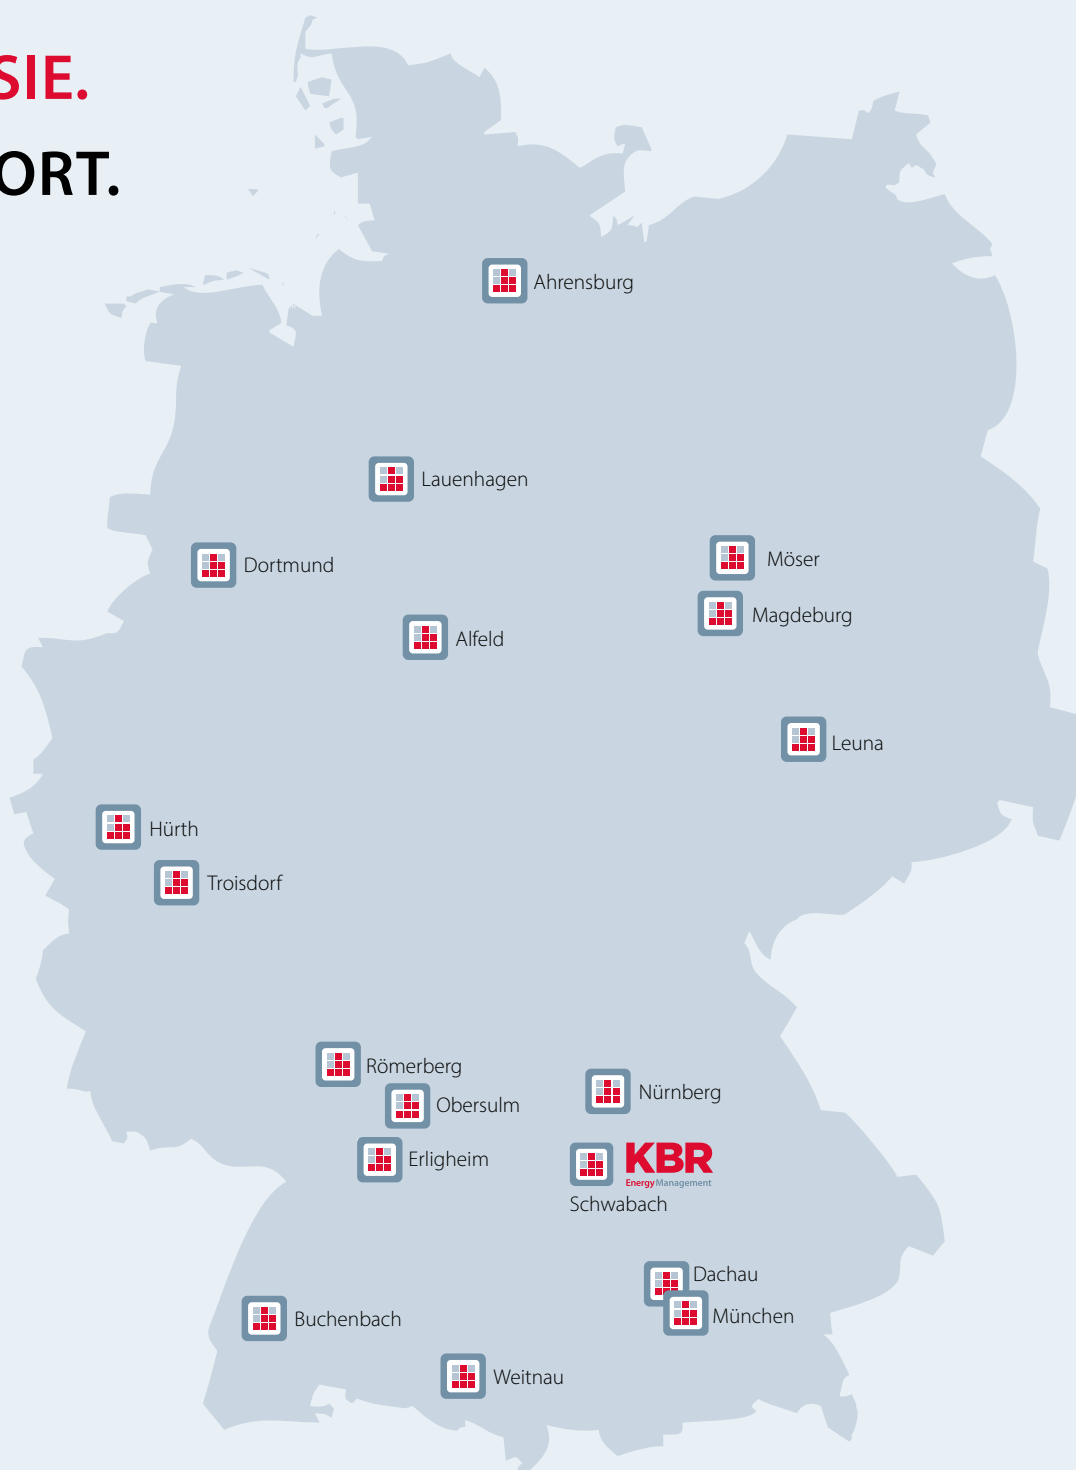 SIE.
ORT.
Ahrensburg
Lauenhagen
Dortmund
Möser
Magdeburg
Alfeld
Leuna
Hürth
Troisdorf
Römerberg
Nürnberg
Obersulm
Erligheim
KBR
EnergyManagement
Schwabach
Dachau
München
Buchenbach
Weitnau